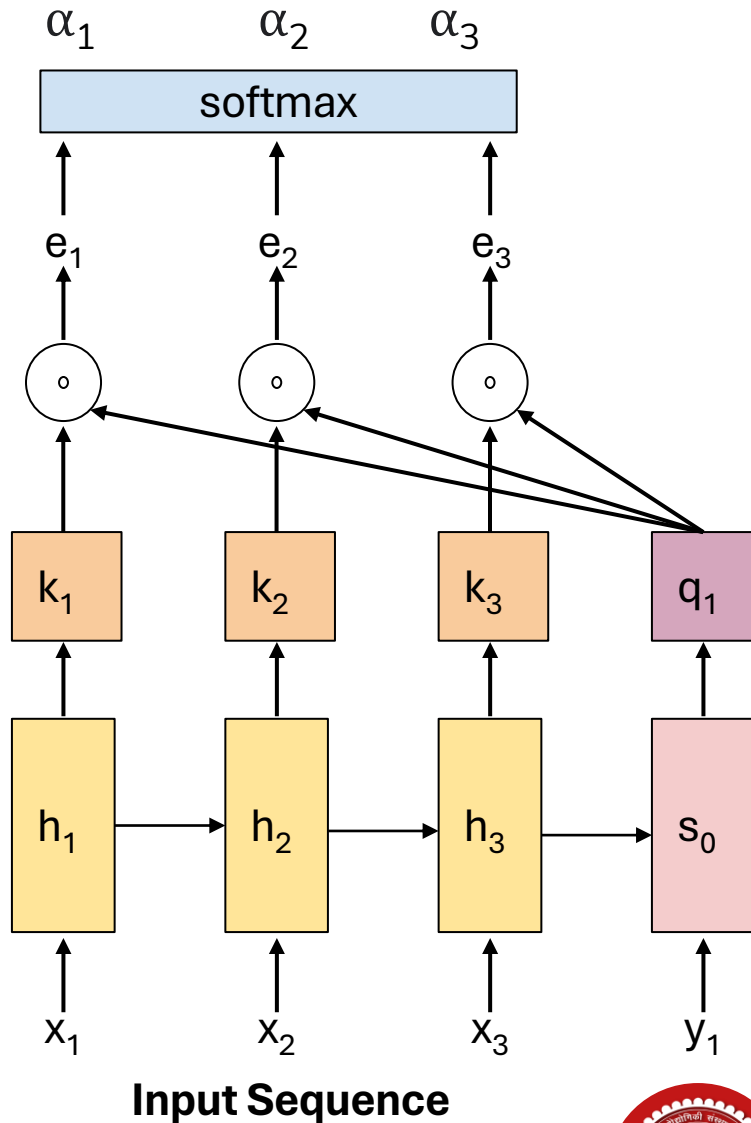 α₁ α₂ α₃
softmax
e₁ e₂ e₃
k₁ k₂ k₃ q₁
h₁ h₂ h₃ s₀
x₁ x₂ x₃ y₁
Input Sequence